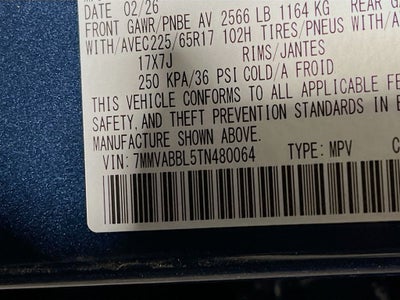 DATE 02/26
FRONT GAWR/PNBE AV 2566 LB 1164 KG REAR
WITH/AVEC225/65R17 102H TIRES/PNEUS WITH/
17X7J RIMS/JANTES
250 KPA/36 PSI COLD/A FROID
THIS VEHICLE CONFORMS TO ALL APPLICABLE
SAFETY, AND THEFT PREVENTION STANDARDS IN
MANUFACTURE SHOWN ABOVE.
VIN: 7MMVABBL5TN480064 TYPE: MPV